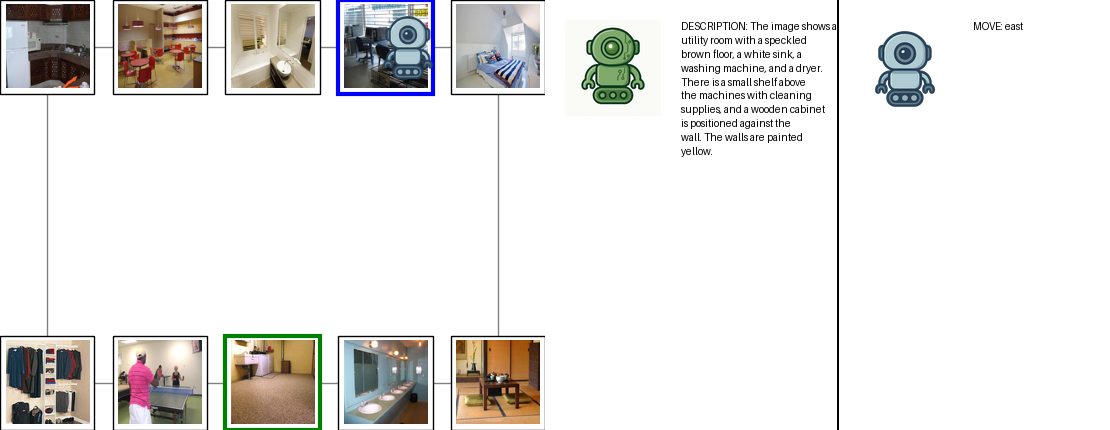 DESCRIPTION: The image shows a
utility room with a speckled
brown floor, a white sink, a
washing machine, and a dryer.
There is a small shelf above
the machines with cleaning
supplies, and a wooden cabinet
is positioned against the
wall. The walls are painted
yellow.
MOVE: east